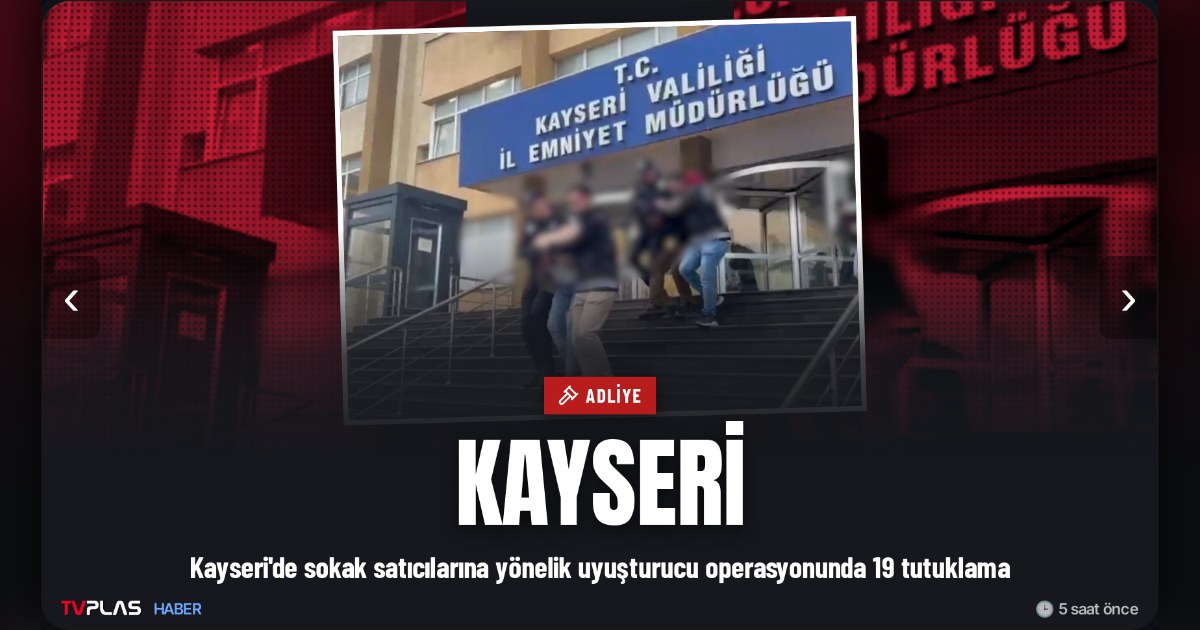 T.C.
KAYSERİ VALİLİĞİ
İL EMNİYET MÜDÜRLÜĞÜ
ADLİYE
KAYSERİ
Kayseri'de sokak satıcılarına yönelik uyuşturucu operasyonunda 19 tutuklama
TVPLAS HABER
5 saat önce